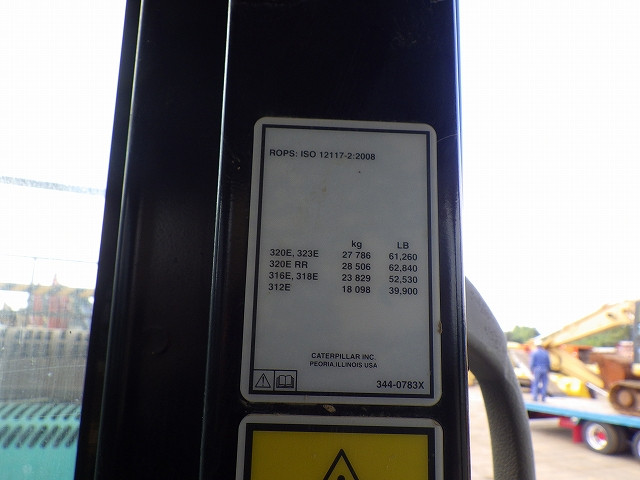 ROPS: ISO 12117-2:2008
kg LB
320E, 323E 27 786 61,260
320E RR 28 506 62,840
316E, 318E 23 829 52,530
312E 18 098 39,900
CATERPILLAR INC.
PEORIA,ILLINOIS USA
344-0783X